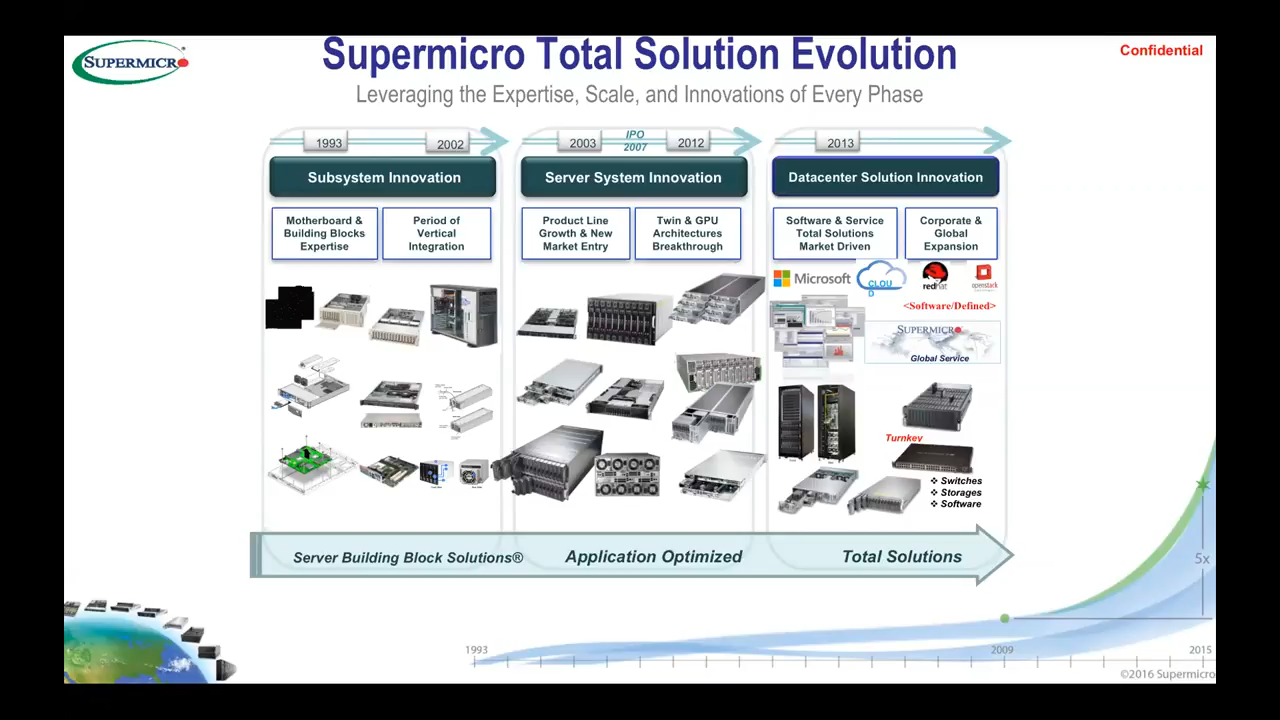 SUPERMICRO
Supermicro Total Solution Evolution
Confidential
Leveraging the Expertise, Scale, and Innovations of Every Phase
1993
2002
2003
IPO
2007
2012
2013
Subsystem Innovation
Server System Innovation
Datacenter Solution Innovation
Motherboard &
Building Blocks
Expertise
Period of
Vertical
Integration
Product Line
Growth & New
Market Entry
Twin & GPU
Architectures
Breakthrough
Software & Service
Total Solutions
Market Driven
Corporate &
Global
Expansion
Microsoft
CLOU
D
redhat
openstack
<Software/Defined>
SUPERMICRO
Global Service
Turnkey
❖ Switches
❖ Storages
❖ Software
Server Building Block Solutions®
Application Optimized
Total Solutions
5x
1993
2009
2015
©2016 Supermicro